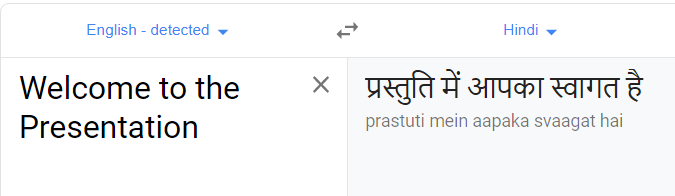 English - detected
Hindi
Welcome to the
Presentation
प्रस्तुति में आपका स्वागत है
prastuti mein aapaka svaagat hai